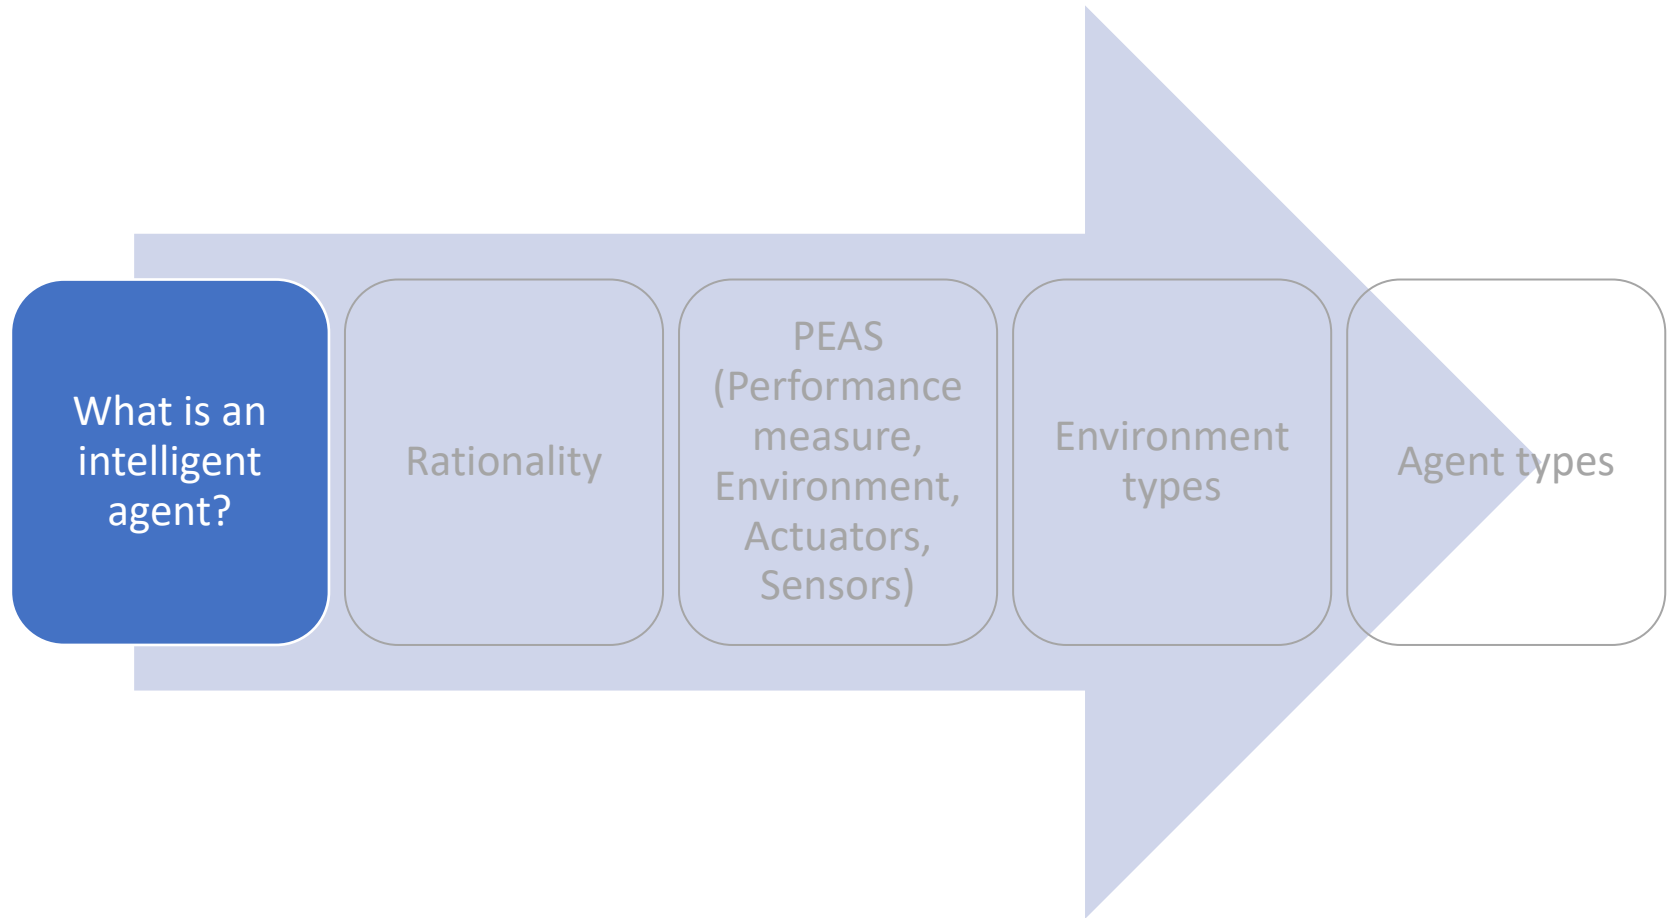 What is an
intelligent
agent?
Rationality
PEAS
(Performance
measure,
Environment,
Actuators,
Sensors)
Environment
types
Agent types